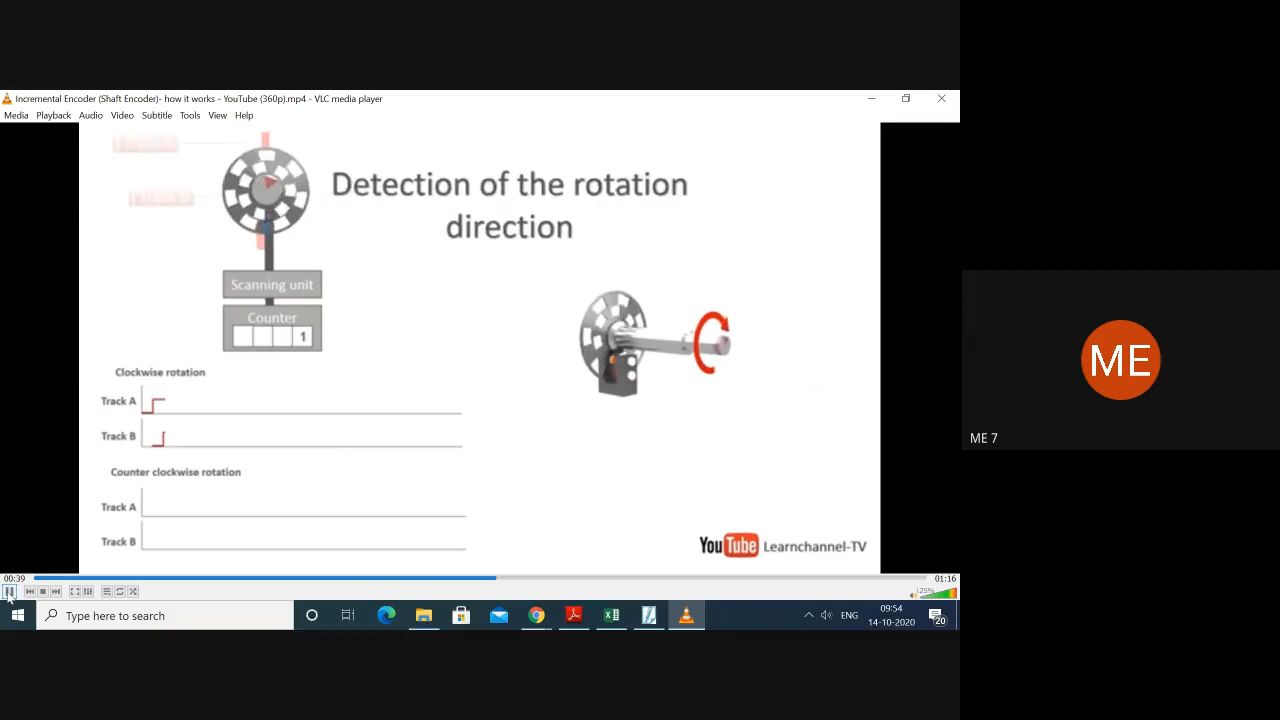 Incremental Encoder (Shaft Encoder)- how it works - YouTube (360p).mp4 - VLC media player
Media Playback Audio Video Subtitle Tools View Help
Detection of the rotation
direction
Scanning unit
Counter
1
Clockwise rotation
Track A
Track B
Counter clockwise rotation
Track A
Track B
YouTube Learnchannel-TV
00:39
01:16
125%
Type here to search
ENG
09:54
14-10-2020
20
ME
ME 7